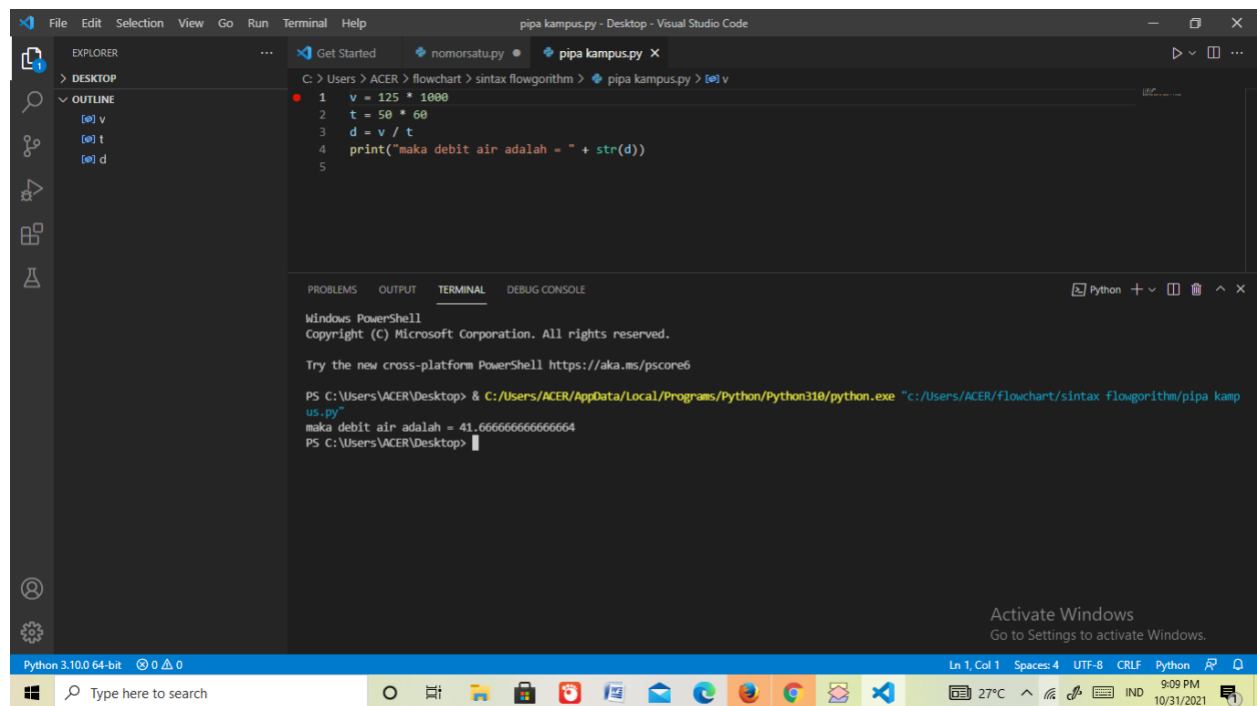 File Edit Selection View Go Run Terminal Help
pipa kampus.py - Desktop - Visual Studio Code
EXPLORER
Get Started
nomorsatu.py
pipa kampus.py
1
DESKTOP
C: > Users > ACER > flowchart > sintax flowgorithm > pipa kampus.py > v
OUTLINE
v
t
d
1 v = 125 * 1000
2 t = 50 * 60
3 d = v / t
4 print("maka debit air adalah = " + str(d))
5
PROBLEMS OUTPUT TERMINAL DEBUG CONSOLE
Python
Windows PowerShell
Copyright (C) Microsoft Corporation. All rights reserved.
Try the new cross-platform PowerShell https://aka.ms/pscore6
PS C:\Users\ACER\Desktop> & C:/Users/ACER/AppData/Local/Programs/Python/Python310/python.exe "c:/Users/ACER/flowchart/sintax flowgorithm/pipa kamp
us.py"
maka debit air adalah = 41.666666666666664
PS C:\Users\ACER\Desktop>
Activate Windows
Go to Settings to activate Windows.
Python 3.10.0 64-bit 0 0
Ln 1, Col 1 Spaces: 4 UTF-8 CRLF Python
Type here to search
27°C
IND
9:09 PM
10/31/2021
1